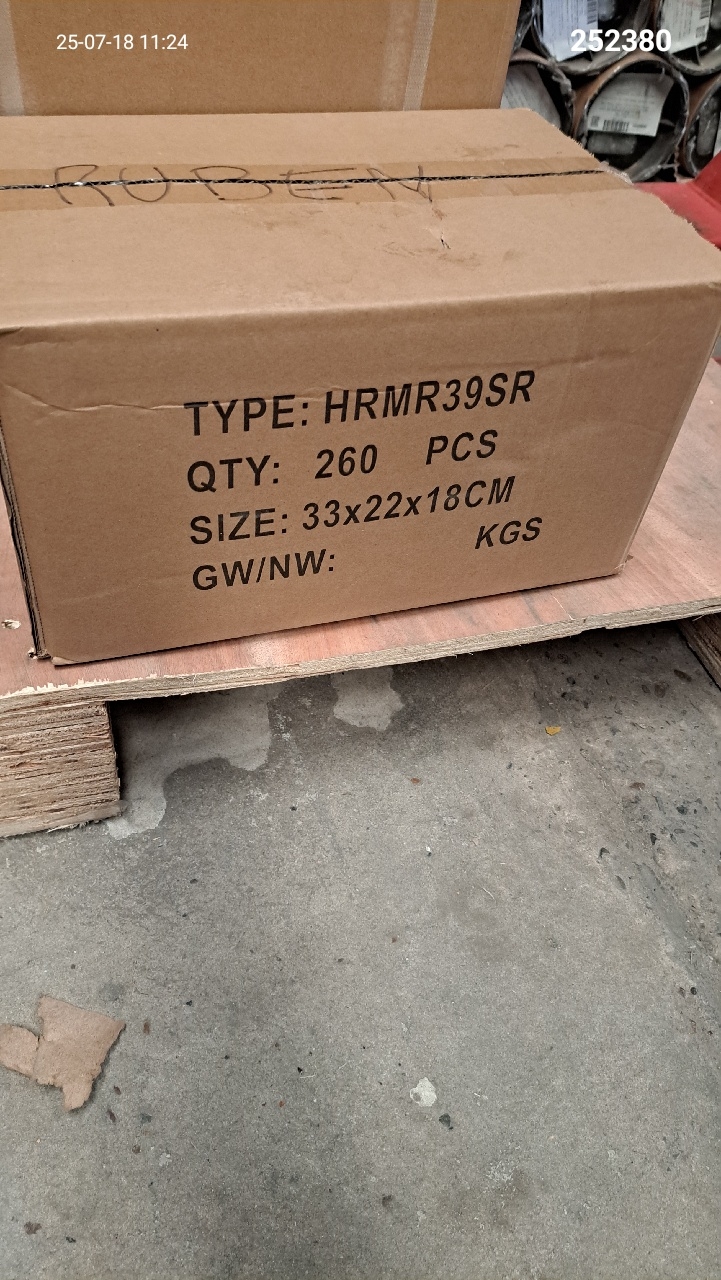 25-07-18 11:24
252380
RUBEN
TYPE: HRMR39SR
QTY: 260 PCS
SIZE: 33x22x18CM
GW/NW: KGS